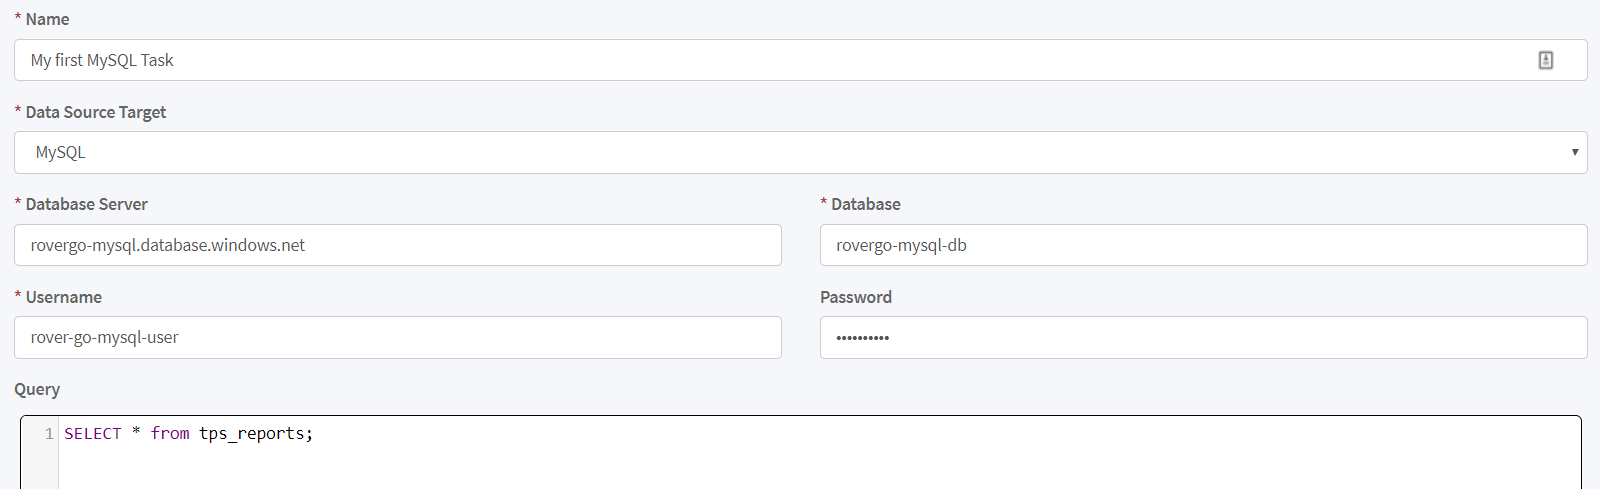 * Name
My first MySQL Task
* Data Source Target
MySQL
* Database Server
* Database
rovergo-mysql.database.windows.net
rovergo-mysql-db
* Username
Password
rover-go-mysql-user
••••••••••
Query
1 SELECT * from tps_reports;